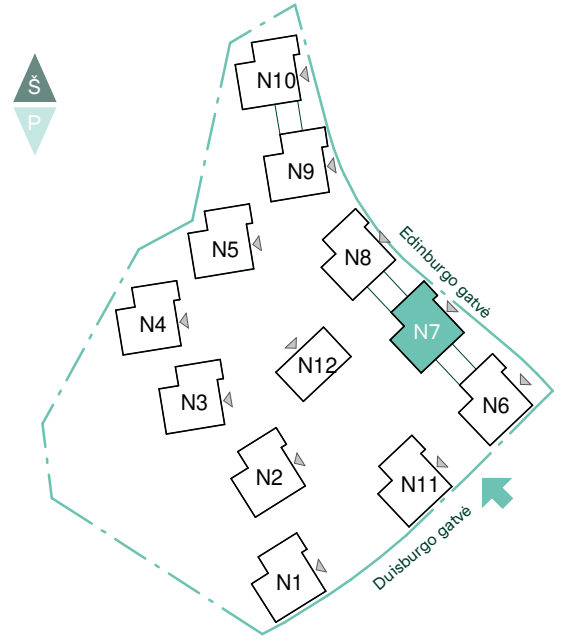 N10
Š
P
N9
N5
N8
Edinburgo gatvė
N4
N7
N12
N3
N6
N2
N11
Duisburgo gatvė
N1